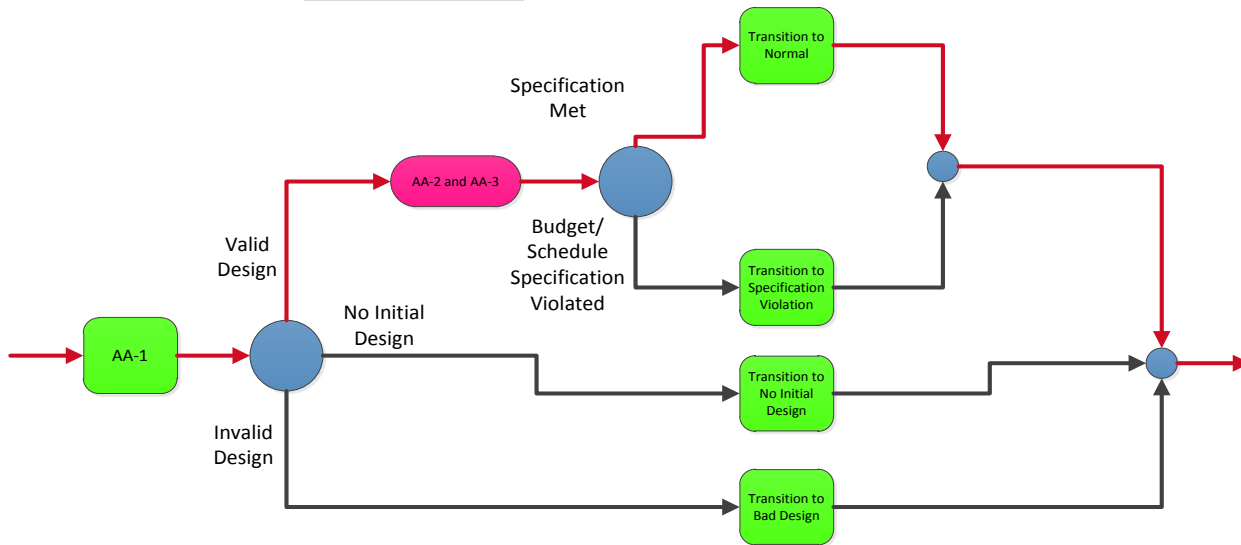 Transition to
Normal
Specification
Met
AA-2 and AA-3
Budget/
Schedule
Specification
Violated
Valid
Design
Transition to
Specification
Violation
No Initial
Design
AA-1
Transition to
No Initial
Design
Invalid
Design
Transition to
Bad Design